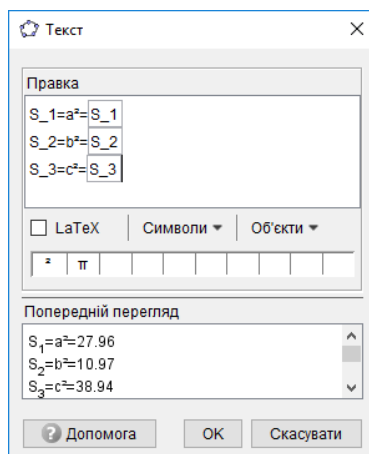 Текст
Правка
S_1=a²=S_1
S_2=b²=S_2
S_3=c²=S_3
LaTeX Символи Об'єкти
² π
Попередній перегляд
S₁=a²=27.96
S₂=b²=10.97
S₃=c²=38.94
Допомога OK Скасувати